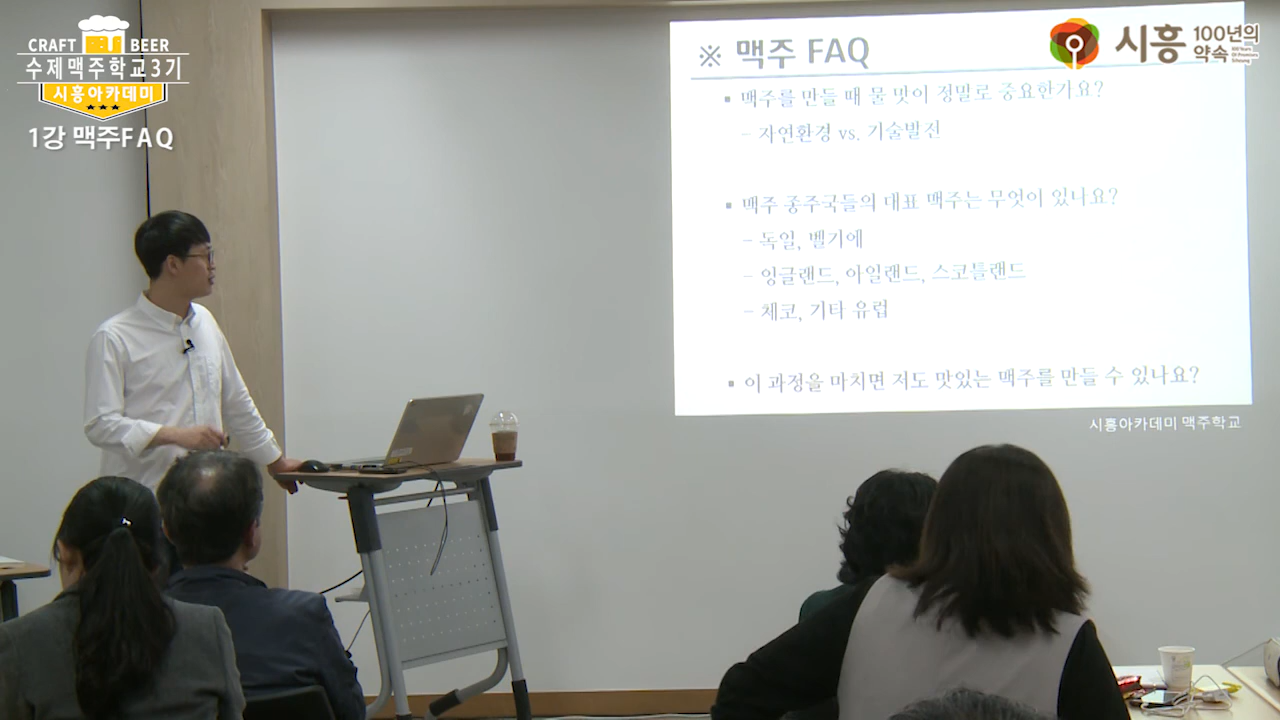 CRAFT BEER
수제맥주학교3기
시흥아카데미
1강 맥주FAQ
시흥 100년의
약속
※ 맥주 FAQ
▪ 맥주를 만들 때 물 맛이 정말로 중요한가요?
– 자연환경 vs. 기술발전
▪ 맥주 종주국들의 대표 맥주는 무엇이 있나요?
– 독일, 벨기에
– 잉글랜드, 아일랜드, 스코틀랜드
– 체코, 기타 유럽
▪ 이 과정을 마치면 저도 맛있는 맥주를 만들 수 있나요?
시흥아카데미 맥주학교